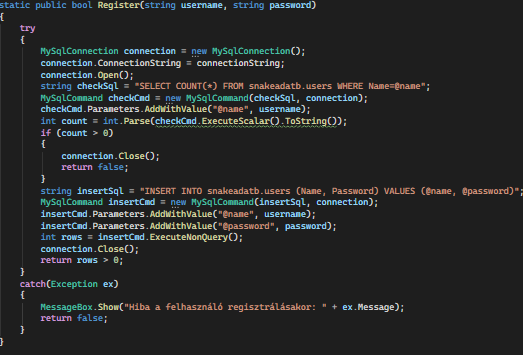 static public bool Register(string username, string password)
{
try
{
MySqlConnection connection = new MySqlConnection();
connection.ConnectionString = connectionString;
connection.Open();
string checkSql = "SELECT COUNT(*) FROM snakeadatb.users WHERE Name=@name";
MySqlCommand checkCmd = new MySqlCommand(checkSql, connection);
checkCmd.Parameters.AddWithValue("@name", username);
int count = int.Parse(checkCmd.ExecuteScalar().ToString());
if (count > 0)
{
connection.Close();
return false;
}
string insertSql = "INSERT INTO snakeadatb.users (Name, Password) VALUES (@name, @password)";
MySqlCommand insertCmd = new MySqlCommand(insertSql, connection);
insertCmd.Parameters.AddWithValue("@name", username);
insertCmd.Parameters.AddWithValue("@password", password);
int rows = insertCmd.ExecuteNonQuery();
connection.Close();
return rows > 0;
}
catch(Exception ex)
{
MessageBox.Show("Hiba a felhasználó regisztrálásakor: " + ex.Message);
return false;
}
}